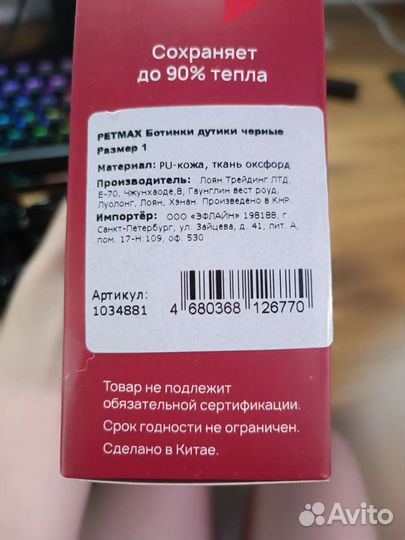 Сохраняет
до 90% тепла
PETMAX Ботинки дутики черные
Размер 1
Материал: PU-кожа, ткань оксфорд
Производитель: Лоян Трейдинг ЛТД,
Е-70, Чжунхаоде,8, Гаунглин вест роуд,
Луолонг, Лоян, Хэнан. Произведено в КНР.
Импортёр: ООО «ЭФЛАЙН» 198188, г.
Санкт-Петербург, ул. Зайцева, д. 41, лит. А,
пом. 17-Н 109, оф. 530
Артикул:
1034881
4 680368 126770
Товар не подлежит
обязательной сертификации.
Срок годности не ограничен.
Сделано в Китае.
Avito